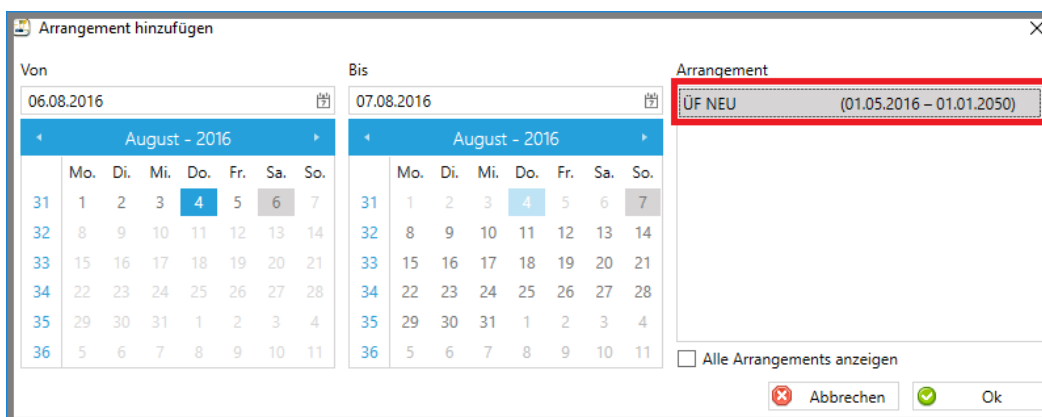 Arrangement hinzufügen
Von Bis Arrangement
06.08.2016 07.08.2016 ÜF NEU (01.05.2016 – 01.01.2050)
August - 2016 August - 2016
Mo. Di. Mi. Do. Fr. Sa. So. Mo. Di. Mi. Do. Fr. Sa. So.
31 1 2 3 4 5 6 7 31 1 2 3 4 5 6 7
32 8 9 10 11 12 13 14 32 8 9 10 11 12 13 14
33 15 16 17 18 19 20 21 33 15 16 17 18 19 20 21
34 22 23 24 25 26 27 28 34 22 23 24 25 26 27 28
35 29 30 31 1 2 3 4 35 29 30 31 1 2 3 4
36 5 6 7 8 9 10 11 36 5 6 7 8 9 10 11
Alle Arrangements anzeigen
Abbrechen Ok